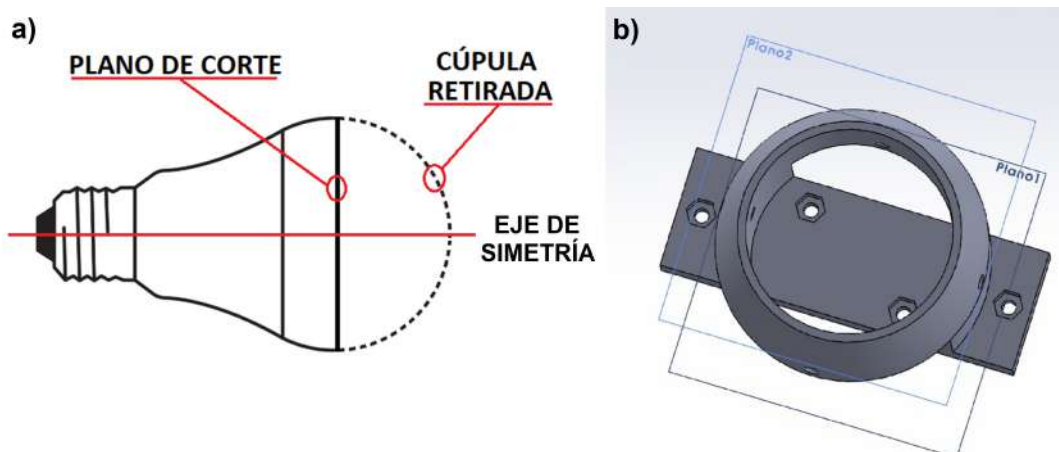 a)
PLANO DE CORTE
CÚPULA
RETIRADA
EJE DE
SIMETRÍA
b)
Plano2
Plano1